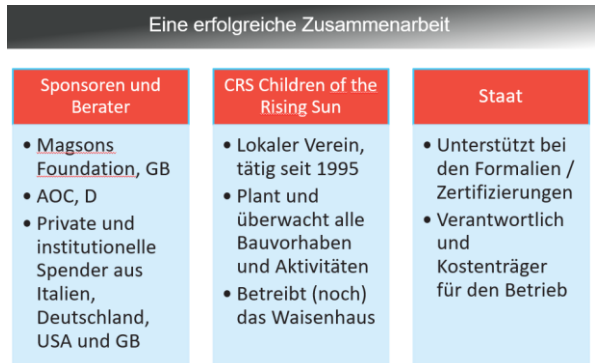 Eine erfolgreiche Zusammenarbeit
Sponsoren und
Berater
• Magsons
Foundation, GB
• AOC, D
• Private und
institutionelle
Spender aus
Italien,
Deutschland,
USA und GB
CRS Children of the
Rising Sun
• Lokaler Verein,
tätig seit 1995
• Plant und
überwacht alle
Bauvorhaben
und Aktivitäten
• Betreibt (noch)
das Waisenhaus
Staat
• Unterstützt bei
den Formalien /
Zertifizierungen
• Verantwortlich
und
Kostenträger
für den Betrieb